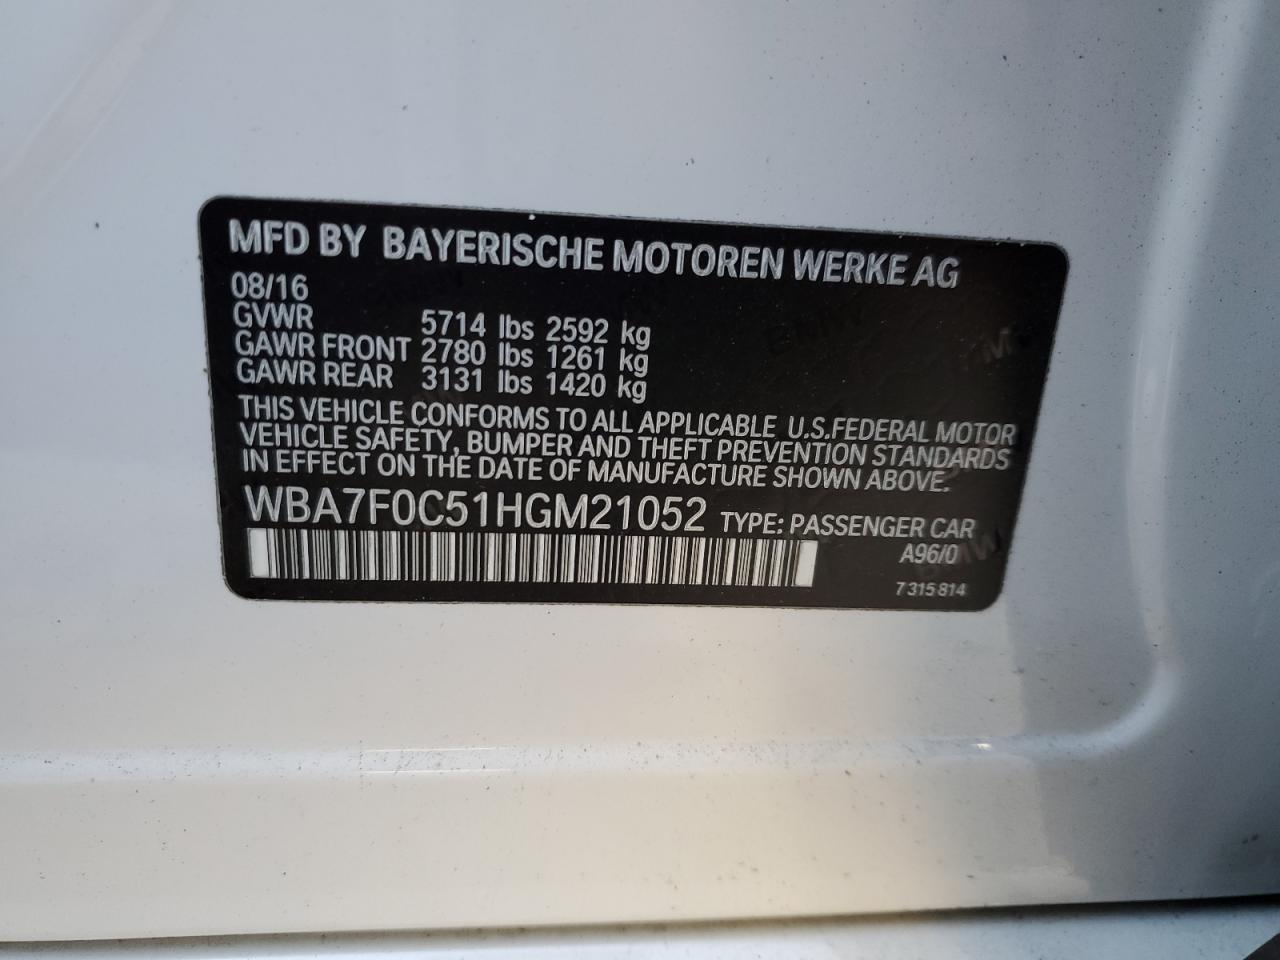 MFD BY BAYERISCHE MOTOREN WERKE AG
08/16
GVWR 5714 lbs 2592 kg
GAWR FRONT 2780 lbs 1261 kg
GAWR REAR 3131 lbs 1420 kg
THIS VEHICLE CONFORMS TO ALL APPLICABLE U.S.FEDERAL MOTOR
VEHICLE SAFETY, BUMPER AND THEFT PREVENTION STANDARDS
IN EFFECT ON THE DATE OF MANUFACTURE SHOWN ABOVE.
WBA7F0C51HGM21052 TYPE: PASSENGER CAR
A96/0
7 315 814